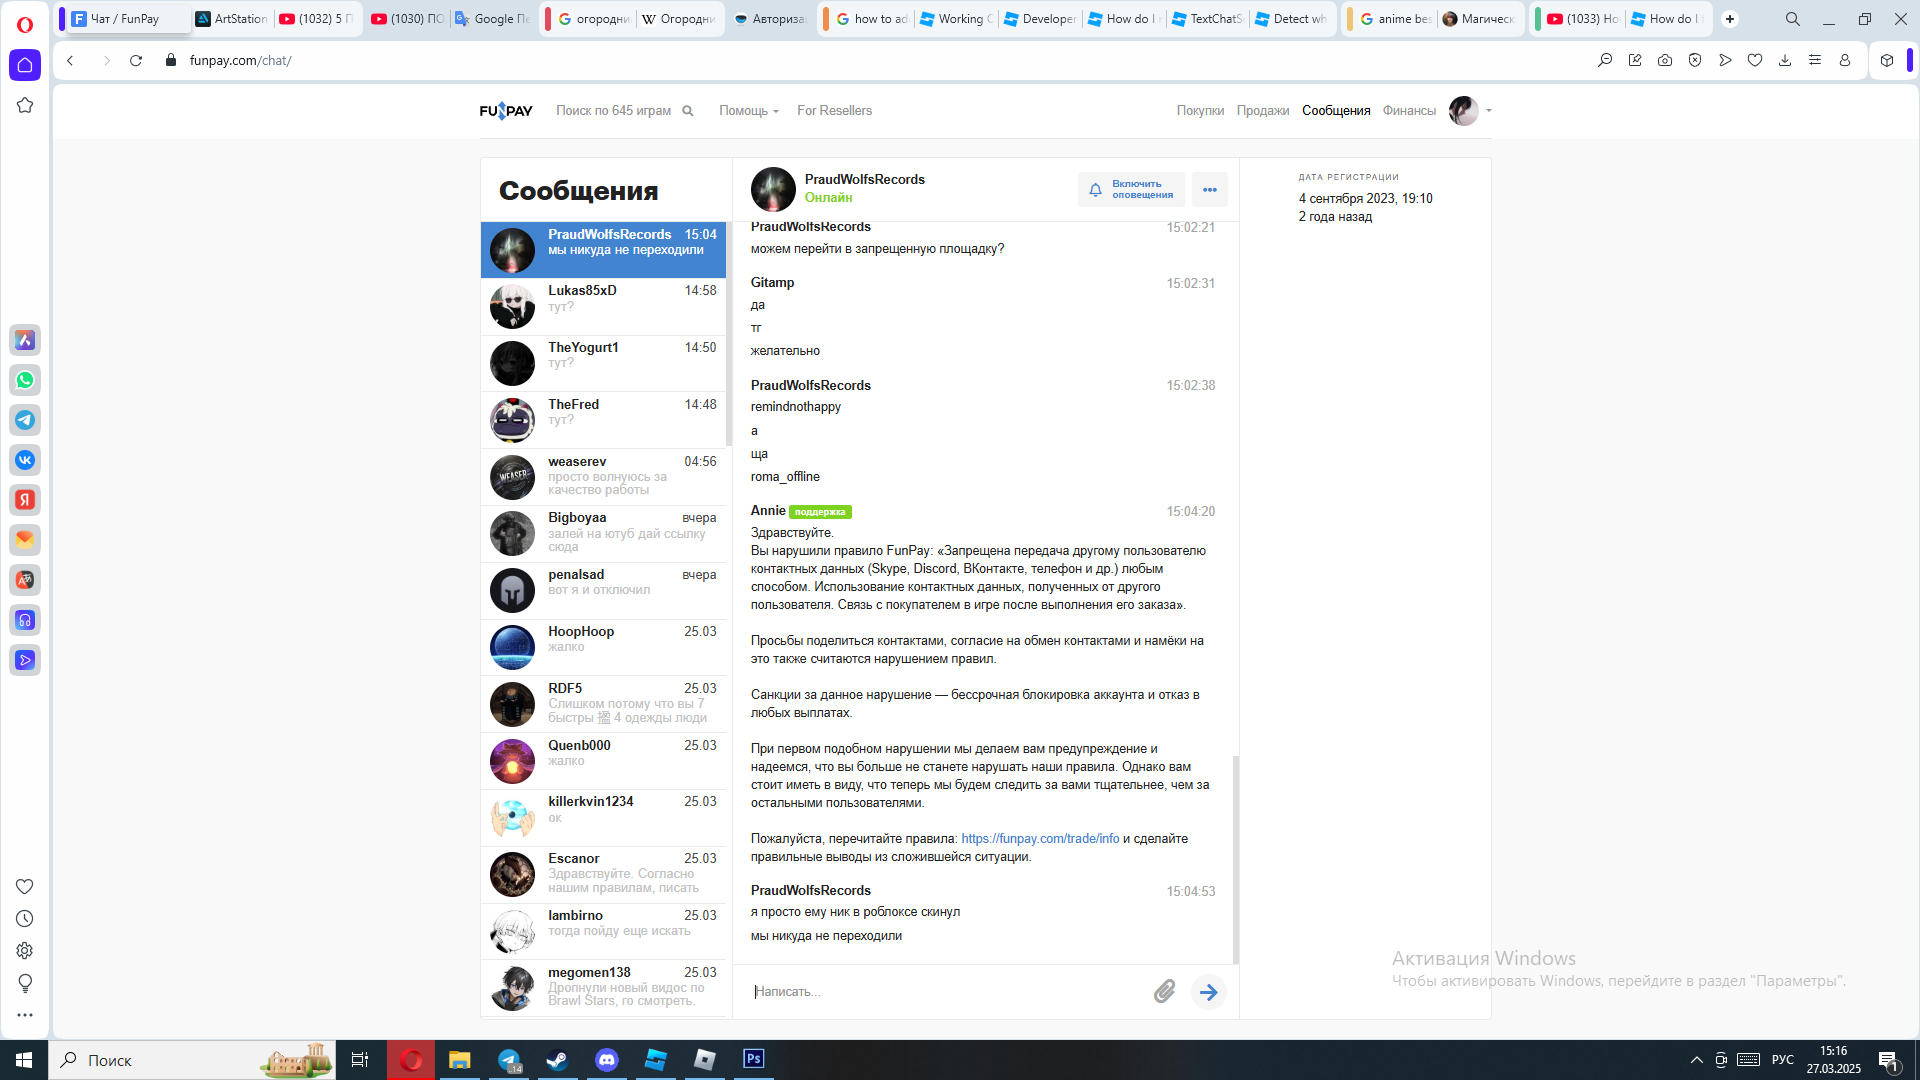 Чат / FunPay
ArtStation
(1032) 5 П
(1030) ПО
Google Пе
огородни
Огородни
Авториза
how to ad
Working C
Developer
How do I
TextChatS
Detect wh
anime bes
Магическ
(1033) Ho
How do I
funpay.com/chat/
FUNPAY
Поиск по 645 играм
Помощь
For Resellers
Покупки
Продажи
Сообщения
Финансы
Сообщения
PraudWolfsRecords 15:04
мы никуда не переходили
Lukas85xD 14:58
тут?
TheYogurt1 14:50
тут?
TheFred 14:48
тут?
weaserev 04:56
просто волнуюсь за
качество работы
Bigboyaa вчера
залей на ютуб дай ссылку
сюда
penalsad вчера
вот я и отключил
HoopHoop 25.03
жалко
RDF5 25.03
Слишком потому что вы 7
быстры 4 одежды люди
Quenb000 25.03
жалко
killerkvin1234 25.03
ок
Escanor 25.03
Здравствуйте. Согласно
нашим правилам, писать
lambirno 25.03
тогда пойду еще искать
megomen138 25.03
Дропнули новый видос по
Brawl Stars, го смотреть.
PraudWolfsRecords
Онлайн
Включить
оповещения
PraudWolfsRecords 15:02:21
можем перейти в запрещенную площадку?
Gitamp 15:02:31
да
тг
желательно
PraudWolfsRecords 15:02:38
remindnothappy
а
ща
roma_offline
Annie поддержка 15:04:20
Здравствуйте.
Вы нарушили правило FunPay: «Запрещена передача другому пользователю
контактных данных (Skype, Discord, ВКонтакте, телефон и др.) любым
способом. Использование контактных данных, полученных от другого
пользователя. Связь с покупателем в игре после выполнения его заказа».
Просьбы поделиться контактами, согласие на обмен контактами и намёки на
это также считаются нарушением правил.
Санкции за данное нарушение — бессрочная блокировка аккаунта и отказ в
любых выплатах.
При первом подобном нарушении мы делаем вам предупреждение и
надеемся, что вы больше не станете нарушать наши правила. Однако вам
стоит иметь в виду, что теперь мы будем следить за вами тщательнее, чем за
остальными пользователями.
Пожалуйста, перечитайте правила: https://funpay.com/trade/info и сделайте
правильные выводы из сложившейся ситуации.
PraudWolfsRecords 15:04:53
я просто ему ник в роблоксе скинул
мы никуда не переходили
Написать...
ДАТА РЕГИСТРАЦИИ
4 сентября 2023, 19:10
2 года назад
Активация Windows
Чтобы активировать Windows, перейдите в раздел "Параметры".
Поиск
РУС
15:16
27.03.2025